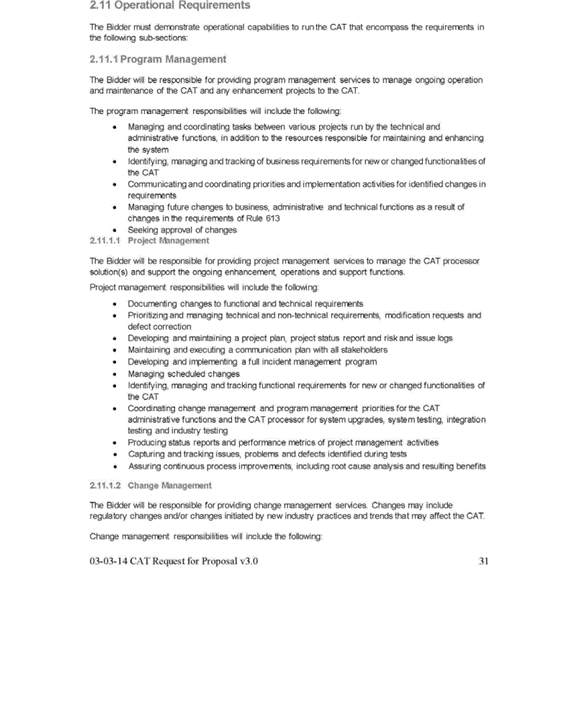 2.11 Operational Requirements
The Bidder must demonstrate operational capabilities to run the CAT that encompass the requirements in
the following sub-sections:
2.11.1 Program Management
The Bidder will be responsible for providing program management services to manage ongoing operation
and maintenance of the CAT and any enhancement projects to the CAT.
The program management responsibilities will include the following:
• Managing and coordinating tasks between various projects run by the technical and
administrative functions, in addition to the resources responsible for maintaining and enhancing
the system
• Identifying, managing and tracking of business requirements for new or changed functionalities of
the CAT
• Communicating and coordinating priorities and implementation activities for identified changes in
requirements
• Managing future changes to business, administrative and technical functions as a result of
changes in the requirements of Rule 613
• Seeking approval of changes
2.11.1.1 Project Management
The Bidder will be responsible for providing project management services to manage the CAT processor
solution(s) and support the ongoing enhancement, operations and support functions.
Project management responsibilities will include the following:
• Documenting changes to functional and technical requirements
• Prioritizing and managing technical and non-technical requirements, modification requests and
defect correction
• Developing and maintaining a project plan, project status report and risk and issue logs
• Maintaining and executing a communication plan with all stakeholders
• Developing and implementing a full incident management program
• Managing scheduled changes
• Identifying, managing and tracking functional requirements for new or changed functionalities of
the CAT
• Coordinating change management and program management priorities for the CAT
administrative functions and the CAT processor for system upgrades, system testing, integration
testing and industry testing
• Producing status reports and performance metrics of project management activities
• Capturing and tracking issues, problems and defects identified during tests
• Assuring continuous process improvements, including root cause analysis and resulting benefits
2.11.1.2 Change Management
The Bidder will be responsible for providing change management services. Changes may include
regulatory changes and/or changes initiated by new industry practices and trends that may affect the CAT.
Change management responsibilities will include the following:
03-03-14 CAT Request for Proposal v3.0 31